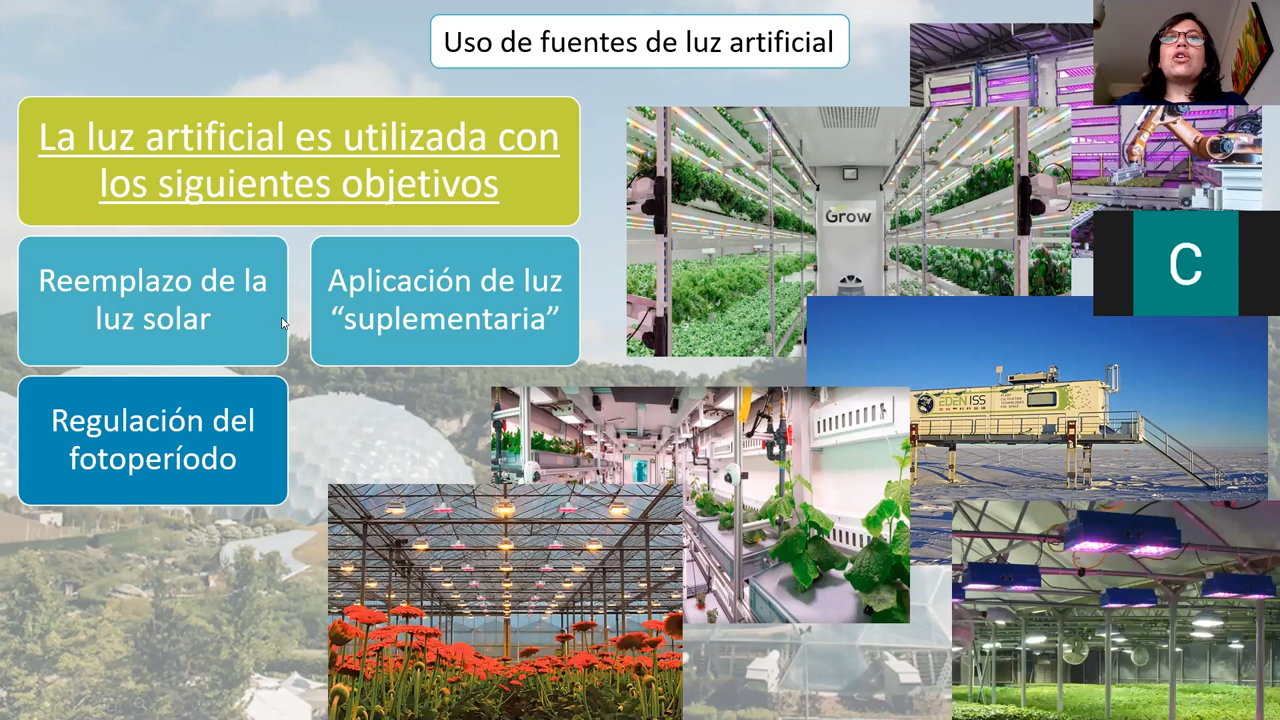 Uso de fuentes de luz artificial
La luz artificial es utilizada con
los siguientes objetivos
Reemplazo de la
luz solar
Aplicación de luz
“suplementaria”
Regulación del
fotoperíodo
Grow
C
EDEN ISS